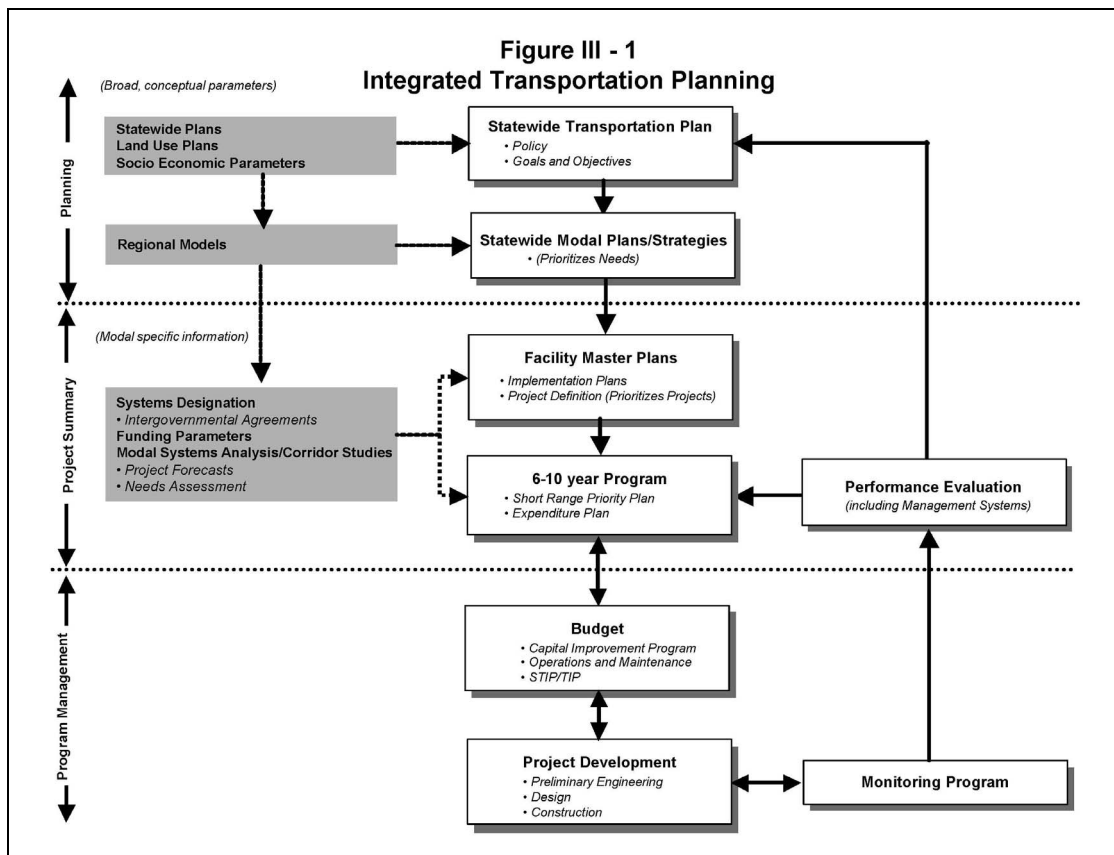 Figure III - 1
Integrated Transportation Planning
Planning
(Broad, conceptual parameters)
Statewide Plans
Land Use Plans
Socio Economic Parameters
Statewide Transportation Plan
• Policy
• Goals and Objectives
Regional Models
Statewide Modal Plans/Strategies
• (Prioritizes Needs)
Project Summary
(Modal specific information)
Systems Designation
• Intergovernmental Agreements
Funding Parameters
Modal Systems Analysis/Corridor Studies
• Project Forecasts
• Needs Assessment
Facility Master Plans
• Implementation Plans
• Project Definition (Prioritizes Projects)
6-10 year Program
• Short Range Priority Plan
• Expenditure Plan
Performance Evaluation
(including Management Systems)
Program Management
Budget
• Capital Improvement Program
• Operations and Maintenance
• STIP/TIP
Project Development
• Preliminary Engineering
• Design
• Construction
Monitoring Program